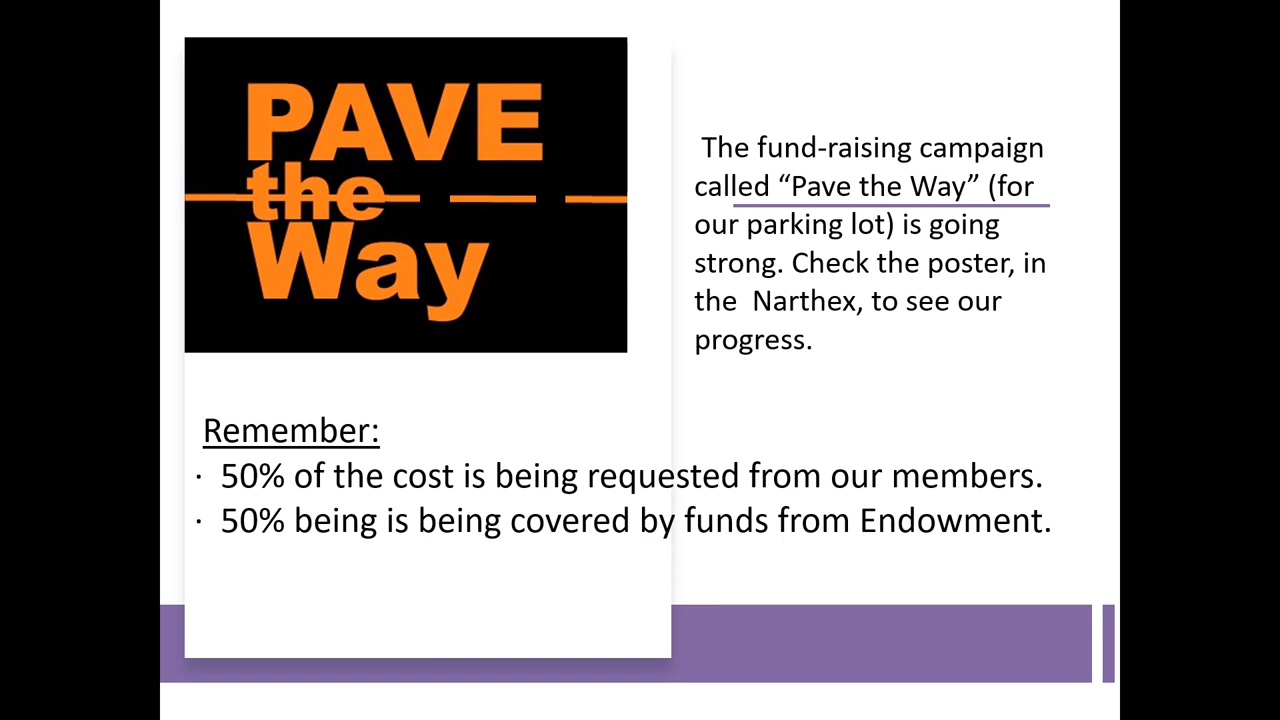 PAVE
the
Way
The fund-raising campaign
called “Pave the Way” (for
our parking lot) is going
strong. Check the poster, in
the  Narthex, to see our
progress.
Remember:
· 50% of the cost is being requested from our members.
· 50% being is being covered by funds from Endowment.